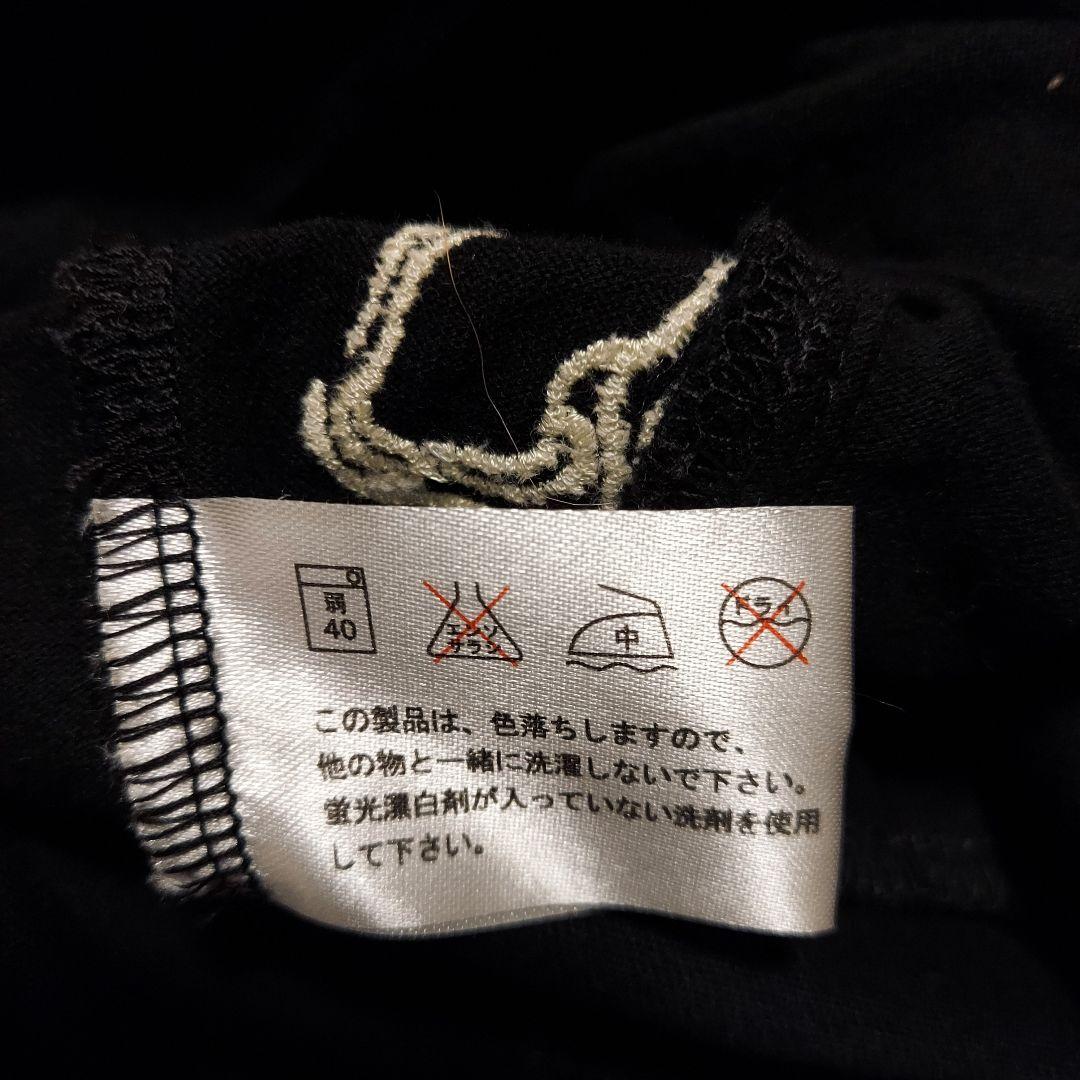 弱
40
エンソ
サラシ
中
ドライ
この製品は、色落ちしますので、
他の物と一緒に洗濯しないで下さい。
蛍光漂白剤が入っていない洗剤を使用
して下さい。